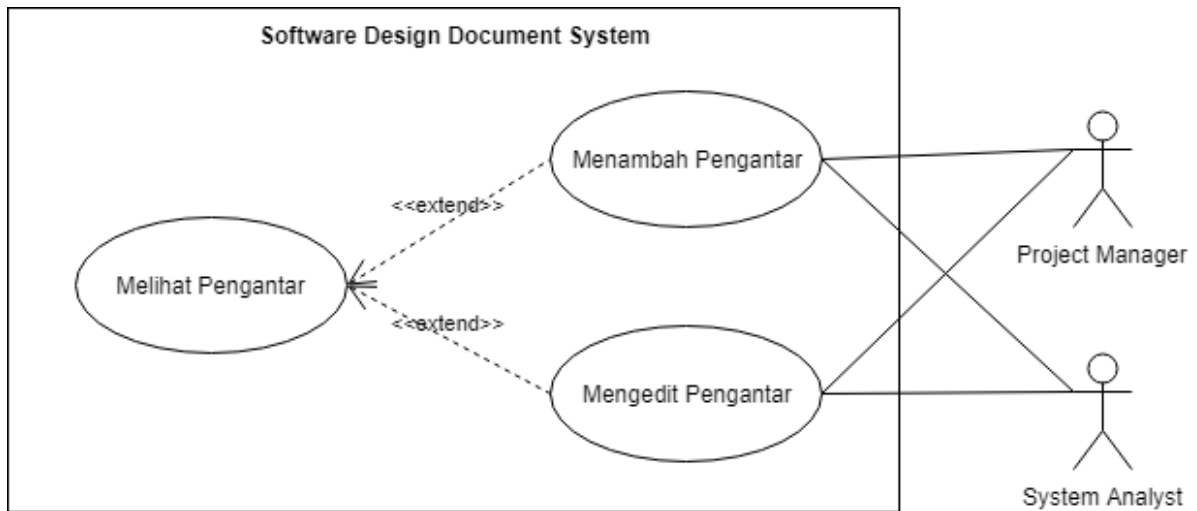 Software Design Document System
Menambah Pengantar
<<extend>>
Project Manager
Melihat Pengantar
<<extend>>
Mengedit Pengantar
System Analyst